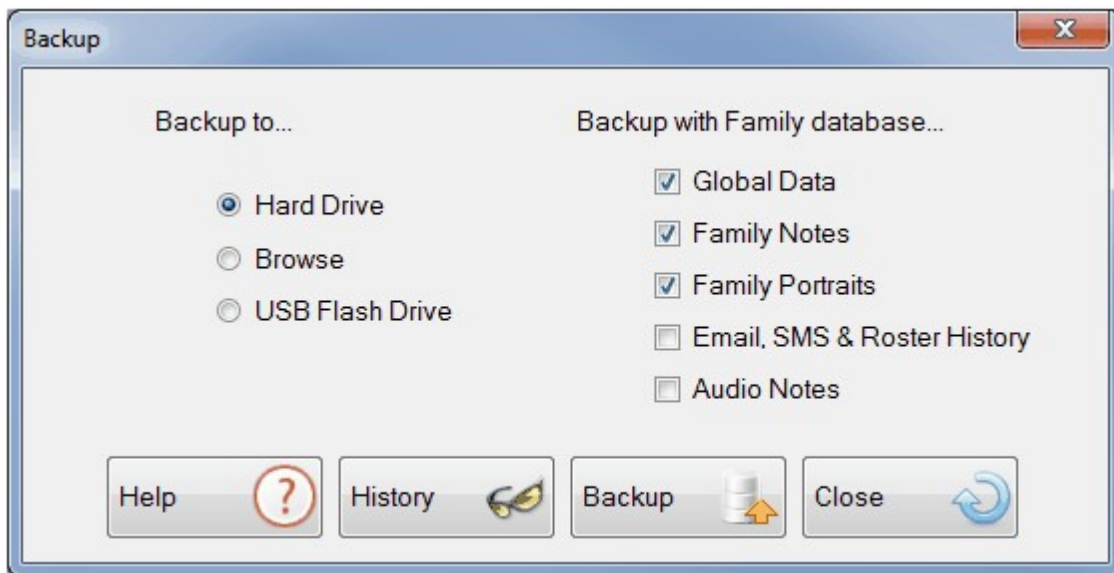 Backup
Backup to...
Hard Drive
Browse
USB Flash Drive
Backup with Family database...
Global Data
Family Notes
Family Portraits
Email, SMS & Roster History
Audio Notes
Help
History
Backup
Close